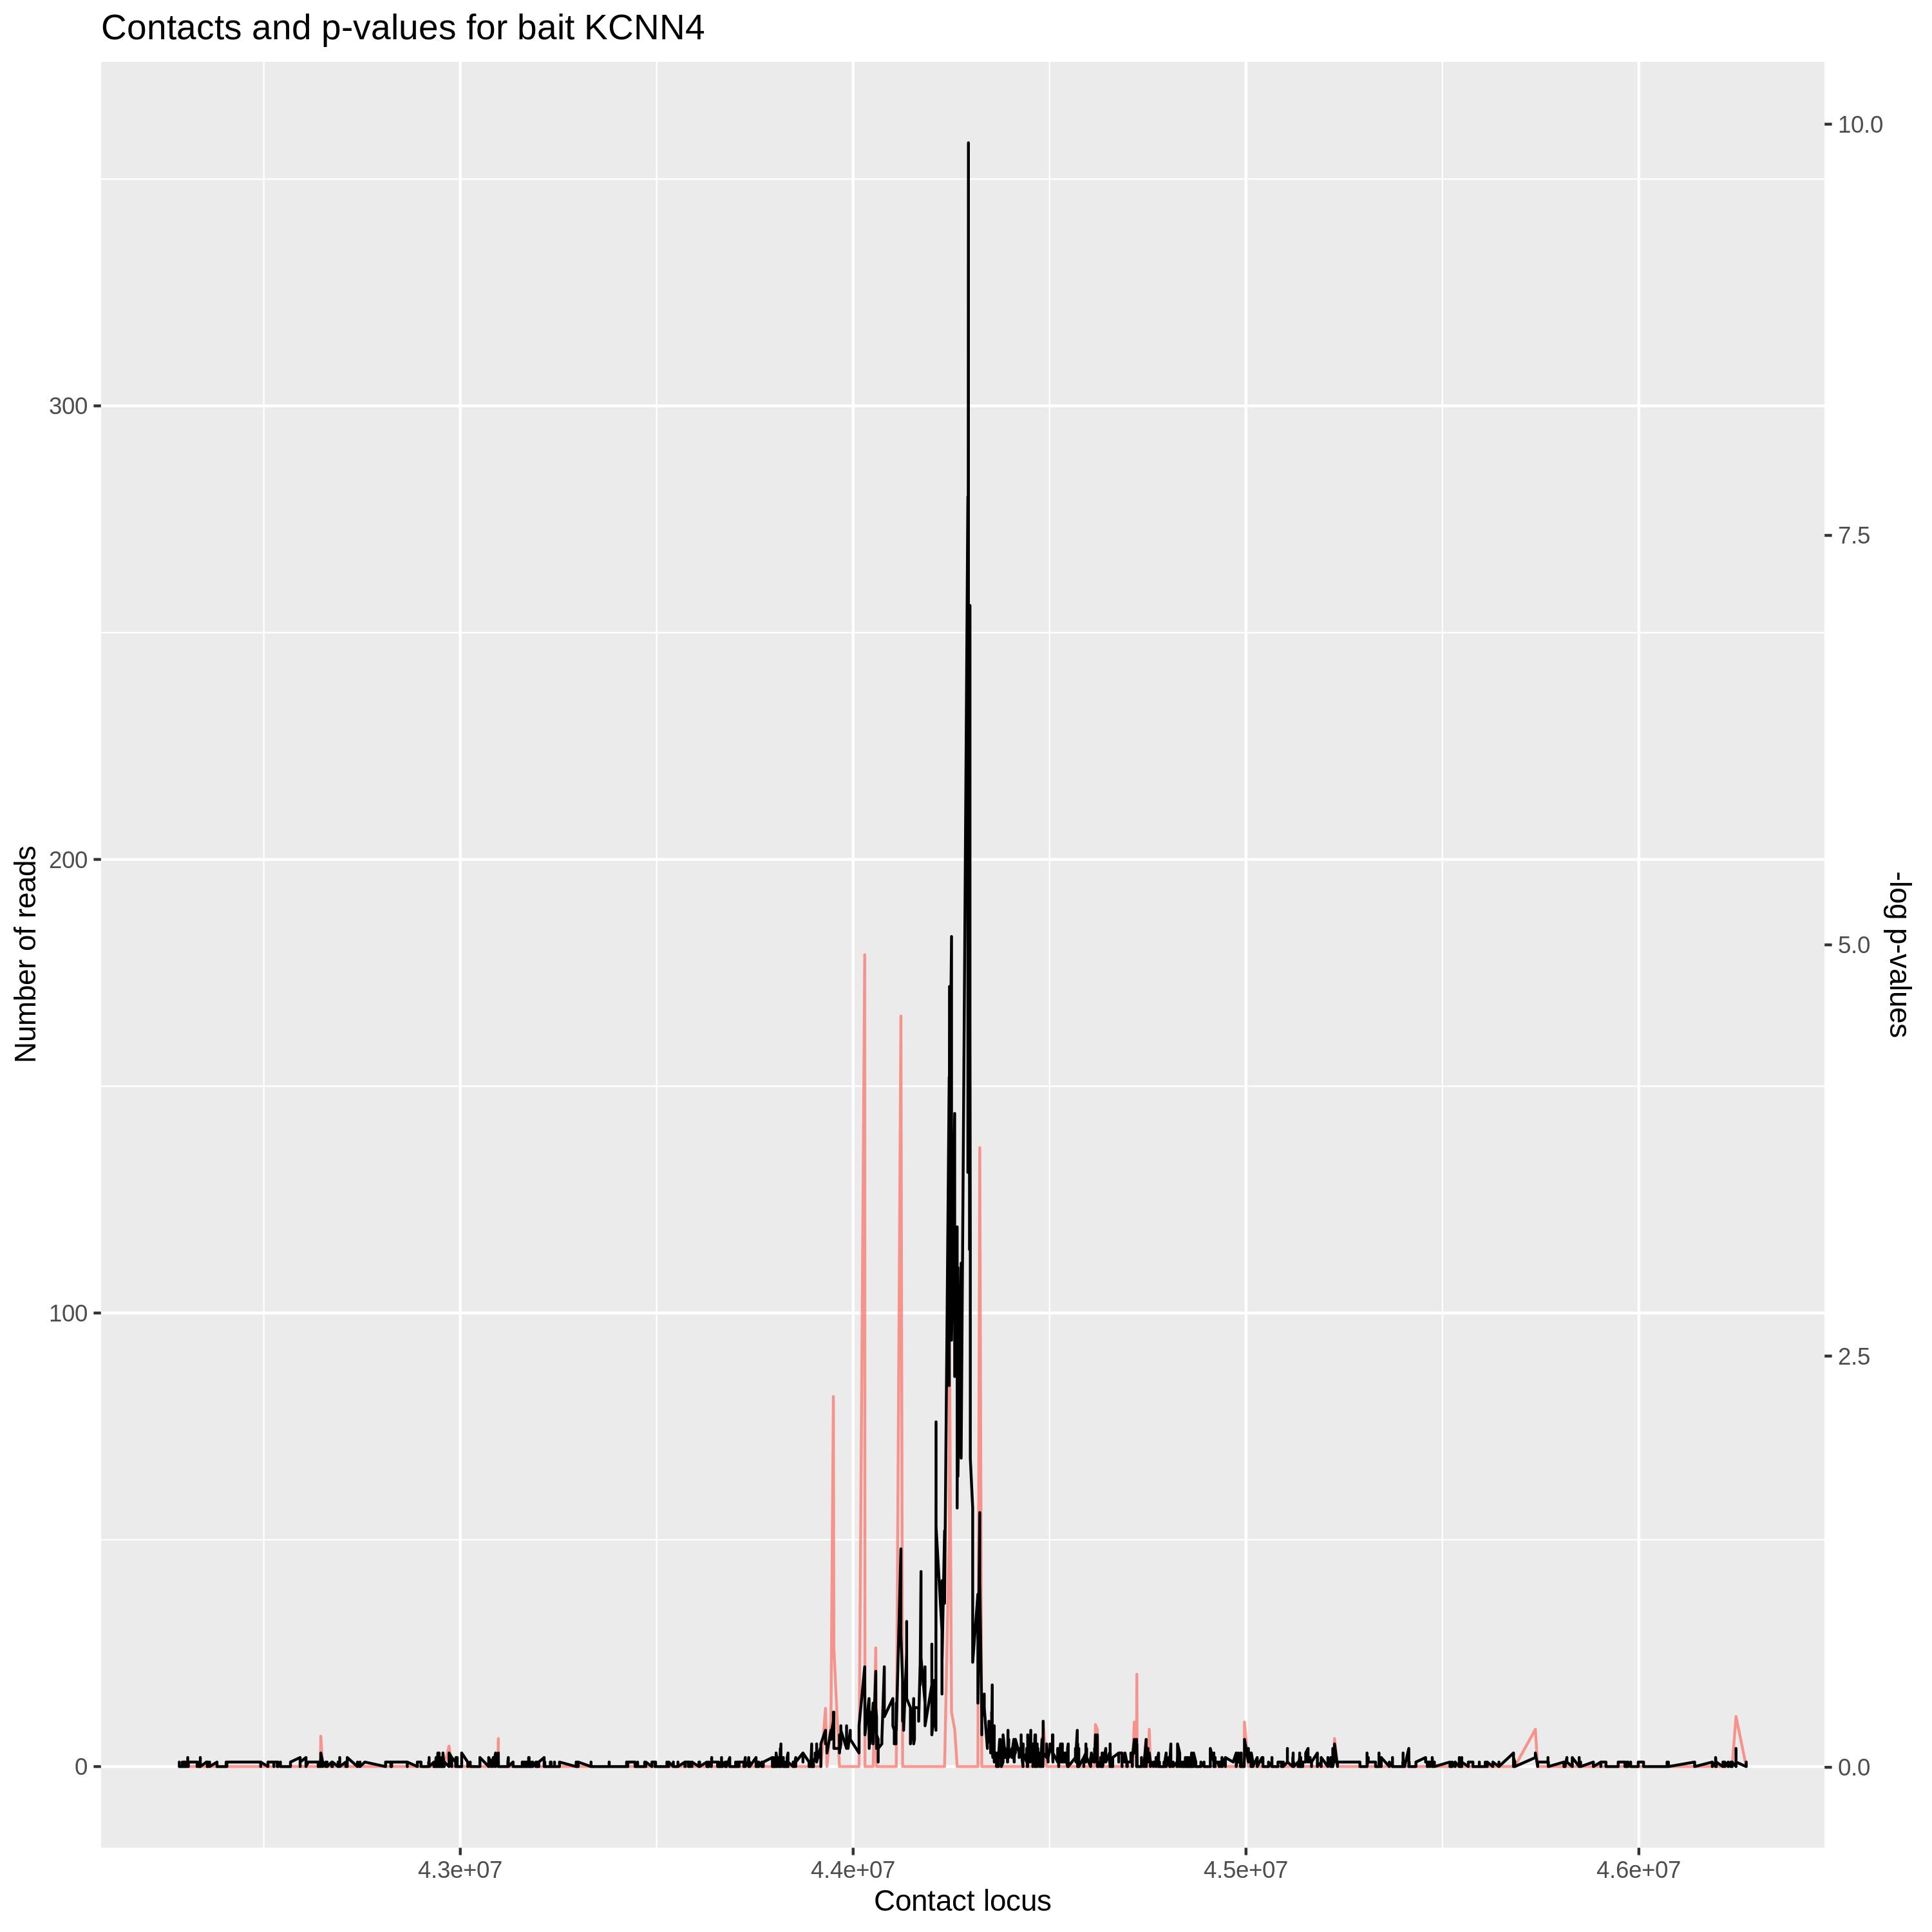 Contacts and p-values for bait KCNN4
10.0
7.5
300
200
5.0
Number of reads
-log p-values
100
2.5
0
0.0
4.3e+07
4.4e+07
4.5e+07
4.6e+07
Contact locus